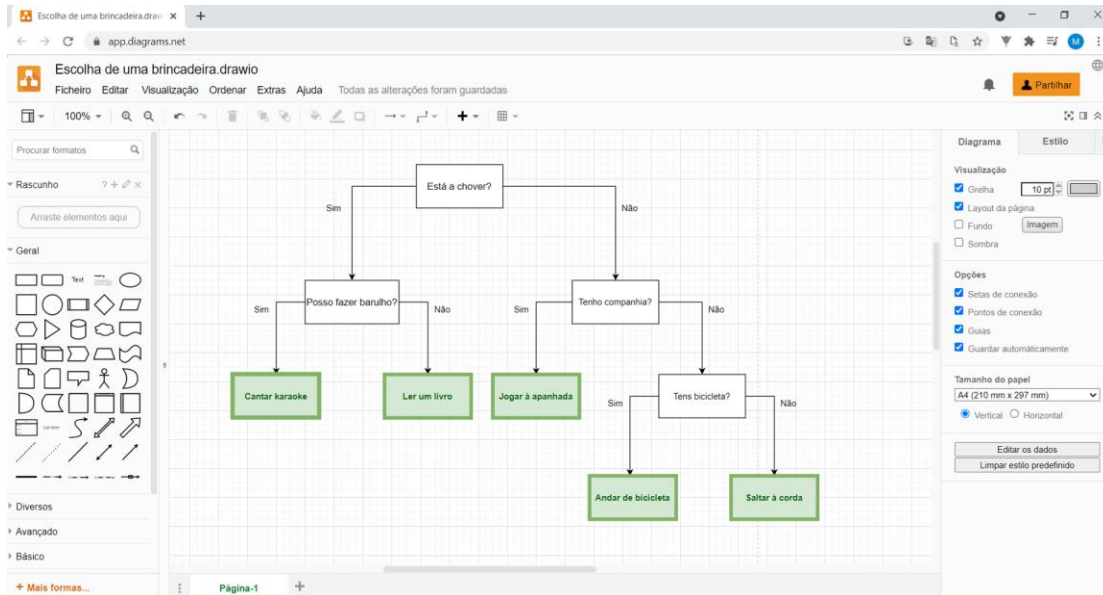 Escolha de uma brincadeira.draw
app.diagrams.net
M
Escolha de uma brincadeira.drawio
Ficheiro Editar Visualização Ordenar Extras Ajuda Todas as alterações foram guardadas
Partilhar
100%
Procurar formatos
Rascunho
Arraste elementos aqui
Geral
Text
Diversos
Avançado
Básico
+ Mais formas...
Está a chover?
Sim
Não
Posso fazer barulho?
Tenho companhia?
Sim
Não
Sim
Não
Cantar karaoke
Ler um livro
Jogar à apanhada
Tens bicicleta?
Sim
Não
Andar de bicicleta
Saltar à corda
Página-1
Diagrama Estilo
Visualização
Grelha 10 pt
Layout da página
Fundo Imagem
Sombra
Opções
Setas de conexão
Pontos de conexão
Guias
Guardar automáticamente
Tamanho do papel
A4 (210 mm x 297 mm)
Vertical Horizontal
Editar os dados
Limpar estilo predefinido